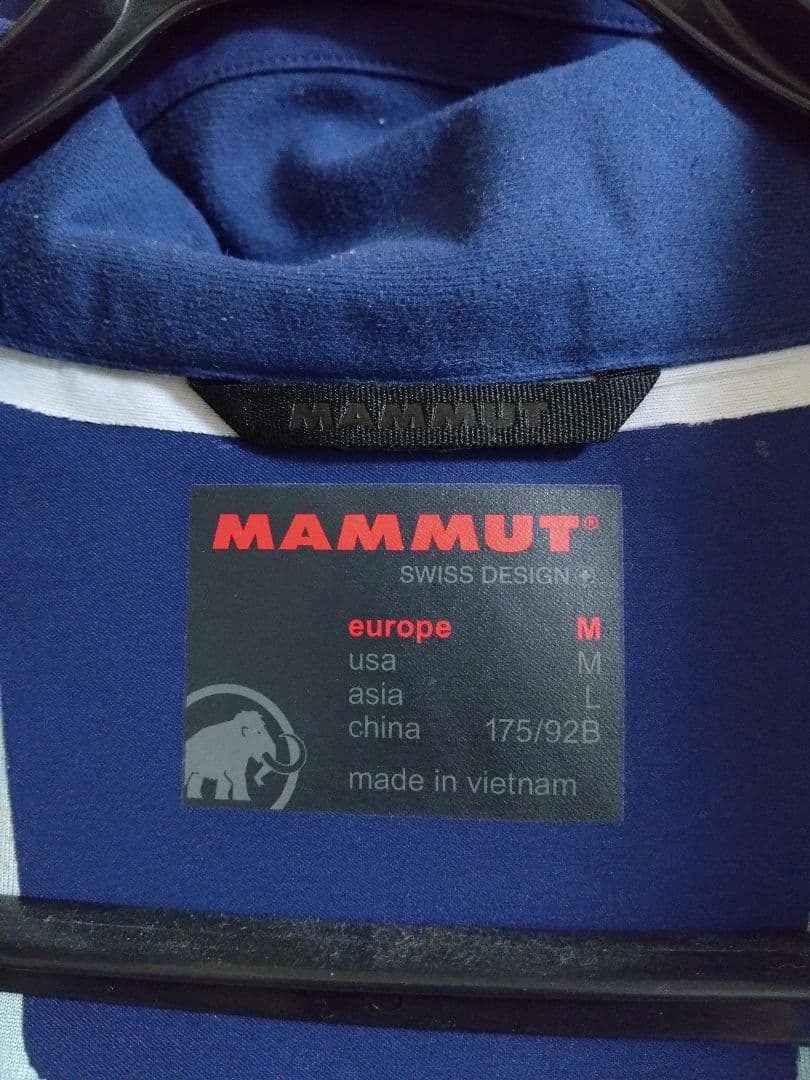 MAMMUT
MAMMUT®
SWISS DESIGN
europe M
usa M
asia L
china 175/92B
made in vietnam